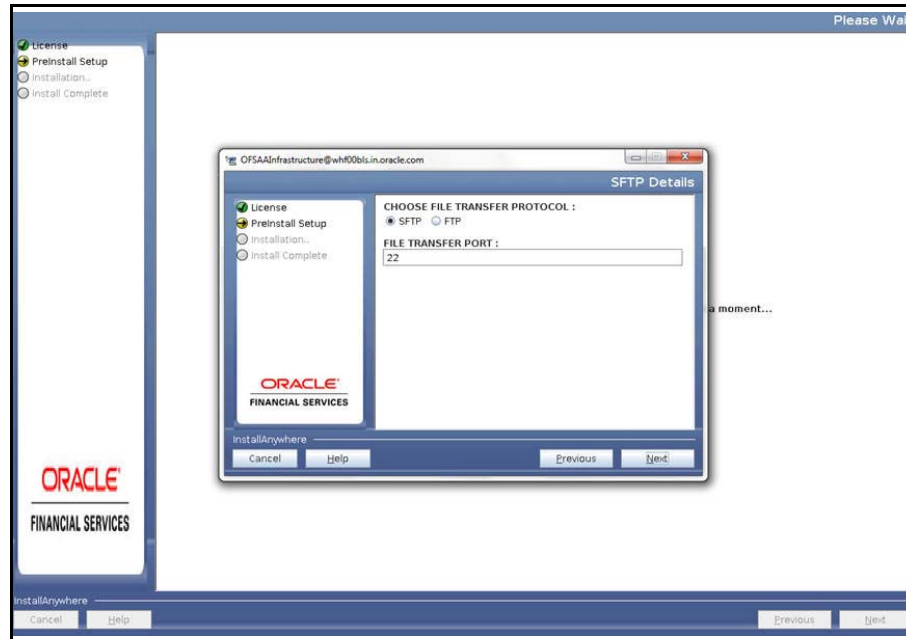 Please Wai
License
PreInstall Setup
Installation...
Install Complete
OFSAAInfrastructure@whf00bls.in.oracle.com
SFTP Details
License
PreInstall Setup
Installation...
Install Complete
CHOOSE FILE TRANSFER PROTOCOL :
SFTP FTP
FILE TRANSFER PORT :
22
a moment...
ORACLE
FINANCIAL SERVICES
InstallAnywhere
Cancel Help Previous Next
ORACLE
FINANCIAL SERVICES
InstallAnywhere
Cancel Help Previous Next